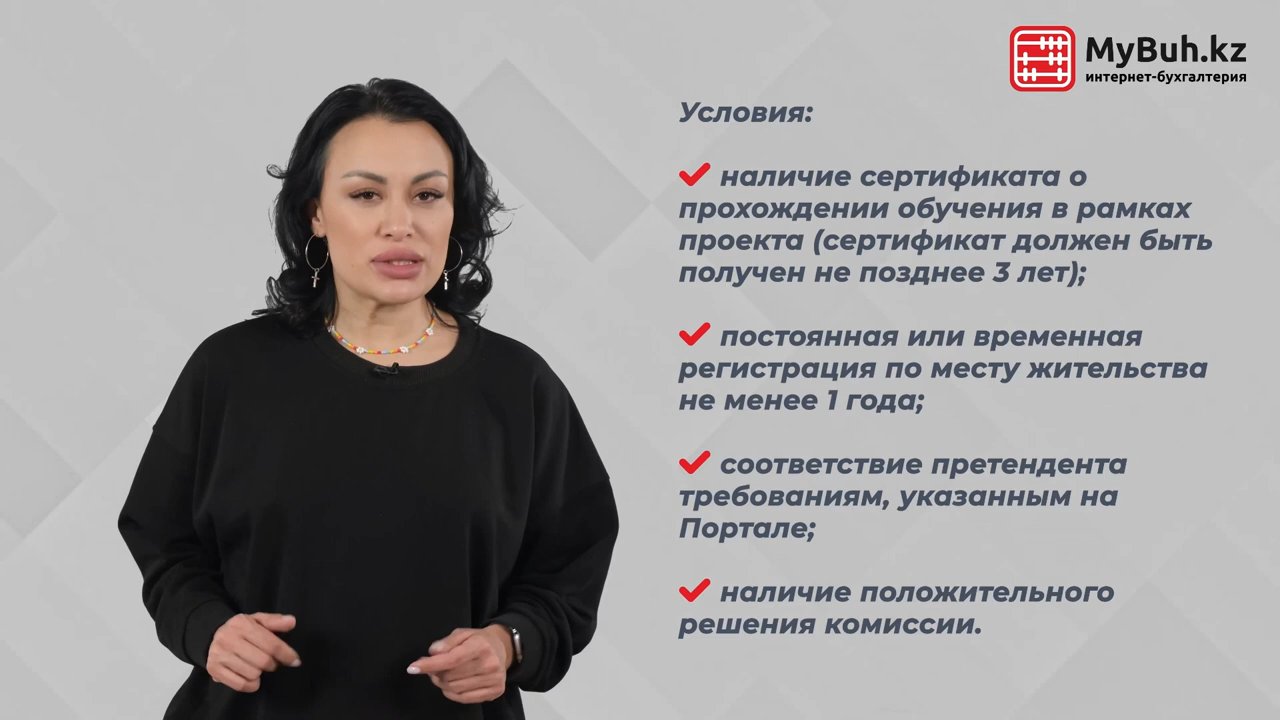 MyBuh.kz
интернет-бухгалтерия
Условия:
наличие сертификата о
прохождении обучения в рамках
проекта (сертификат должен быть
получен не позднее 3 лет);
постоянная или временная
регистрация по месту жительства
не менее 1 года;
соответствие претендента
требованиям, указанным на
Портале;
наличие положительного
решения комиссии.